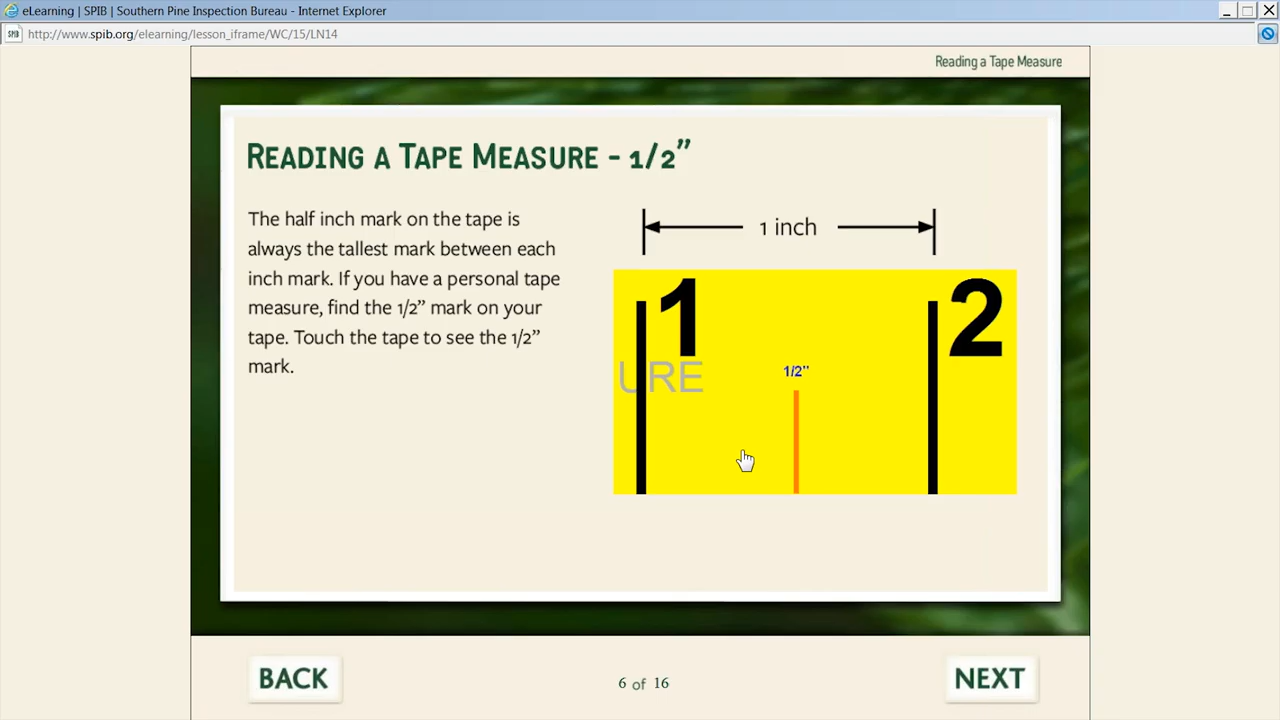 eLearning | SPIB | Southern Pine Inspection Bureau - Internet Explorer
SPIB http://www.spib.org/elearning/lesson_iframe/WC/15/LN14
Reading a Tape Measure
READING A TAPE MEASURE - 1/2”
The half inch mark on the tape is
always the tallest mark between each
inch mark. If you have a personal tape
measure, find the 1/2” mark on your
tape. Touch the tape to see the 1/2”
mark.
1 inch
1 2
URE
1/2"
BACK 6 of 16 NEXT